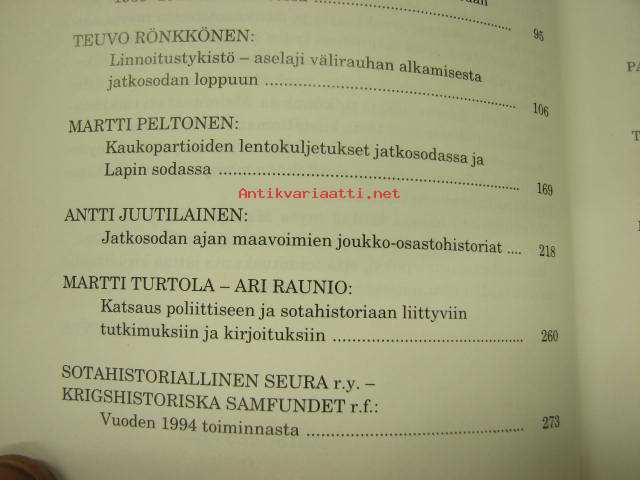 95
TEUVO RÖNKKÖNEN:
Linnoitustykistö – aselaji välirauhan alkamisesta
jatkosodan loppuun ........................ 106
MARTTI PELTONEN:
Kaukopartioiden lentokuljetukset jatkosodassa ja
Lapin sodassa ........................ 169
Antikvariaatti.net
ANTTI JUUTILAINEN:
Jatkosodan ajan maavoimien joukko-osastohistoriat .... 218
MARTTI TURTOLA – ARI RAUNIO:
Katsaus poliittiseen ja sotahistoriaan liittyviin
tutkimuksiin ja kirjoituksiin ........................ 260
SOTAHISTORIALLINEN SEURA r.y. –
KRIGSHISTORISKA SAMFUNDET r.f.:
Vuoden 1994 toiminnasta ........................ 273